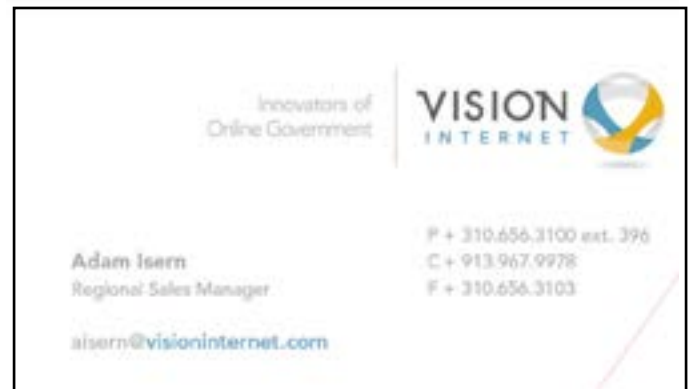 Innovators of
Online Government
VISION
INTERNET
Adam Isern
Regional Sales Manager
aisern@visioninternet.com
P + 310.656.3100 ext. 396
C + 913.967.9978
F + 310.656.3103